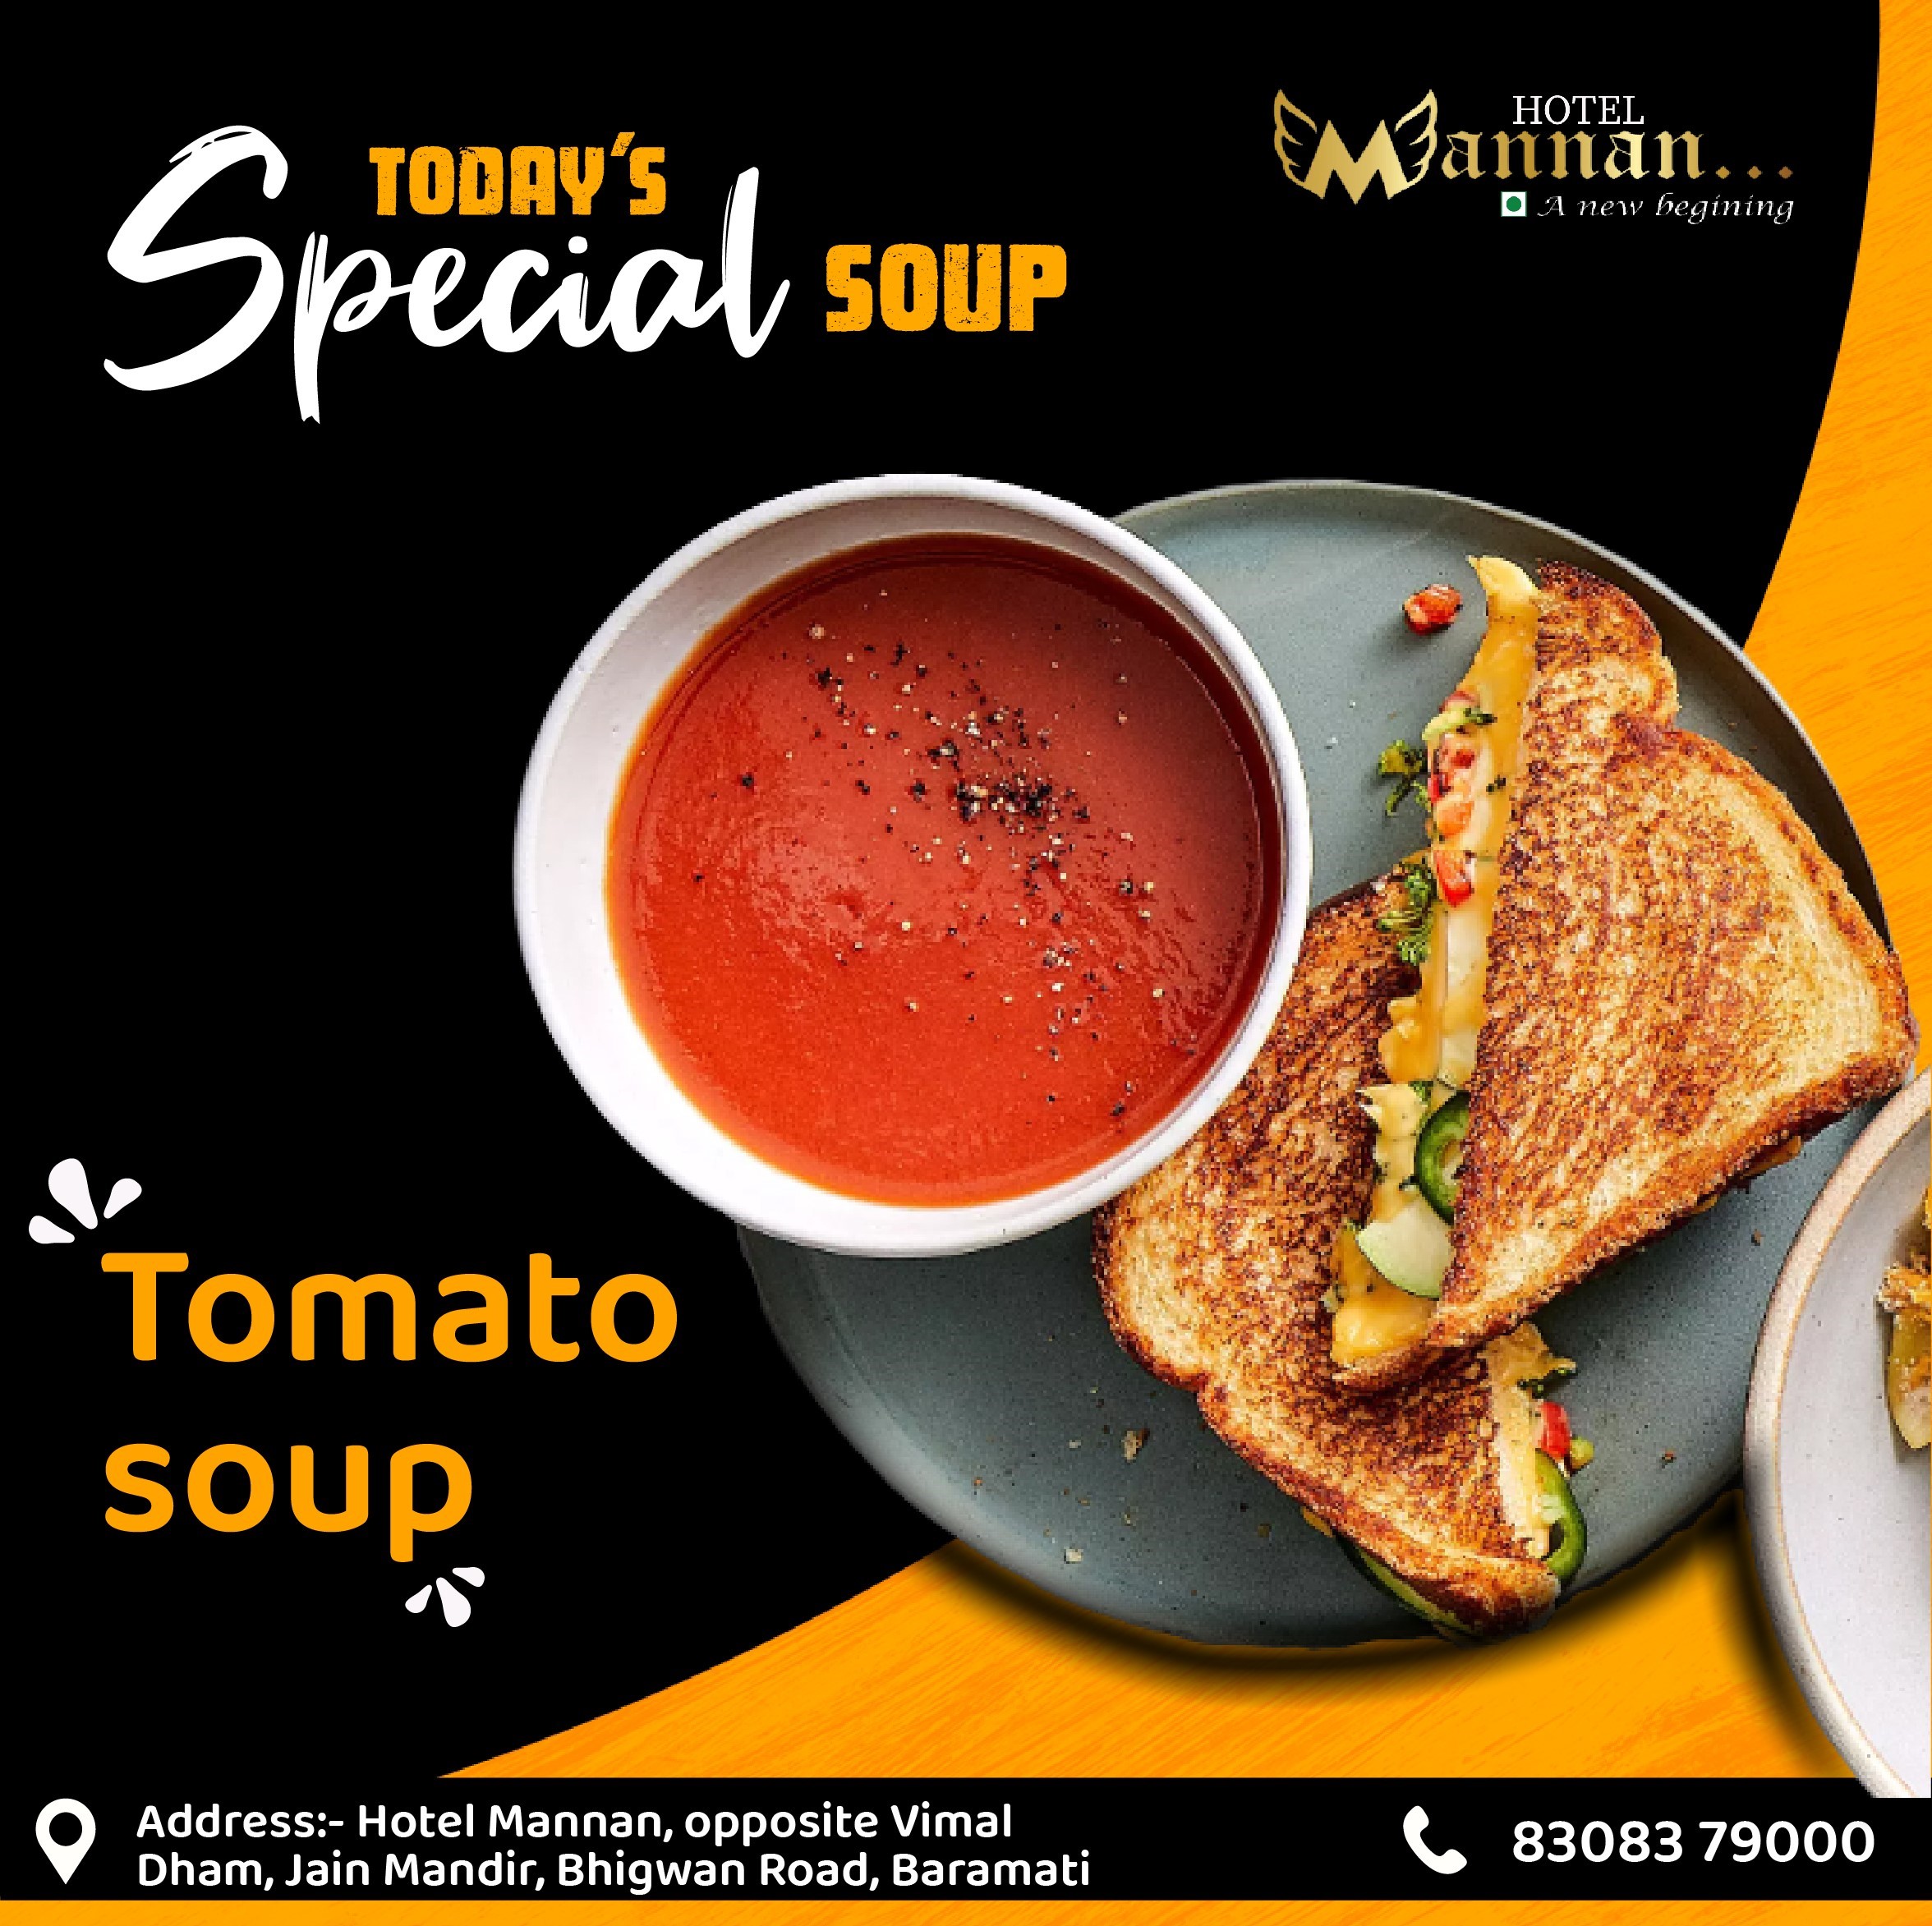 TODAY'S
Special SOUP
HOTEL
Mannan...
A new begining
Tomato
soup
Address:- Hotel Mannan, opposite Vimal
Dham, Jain Mandir, Bhigwan Road, Baramati
83083 79000